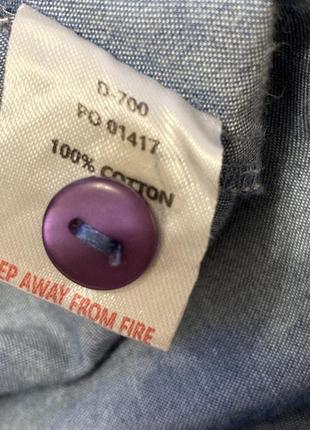 D-700
PO 01417
100% COTTON
EP AWAY FROM FIRE